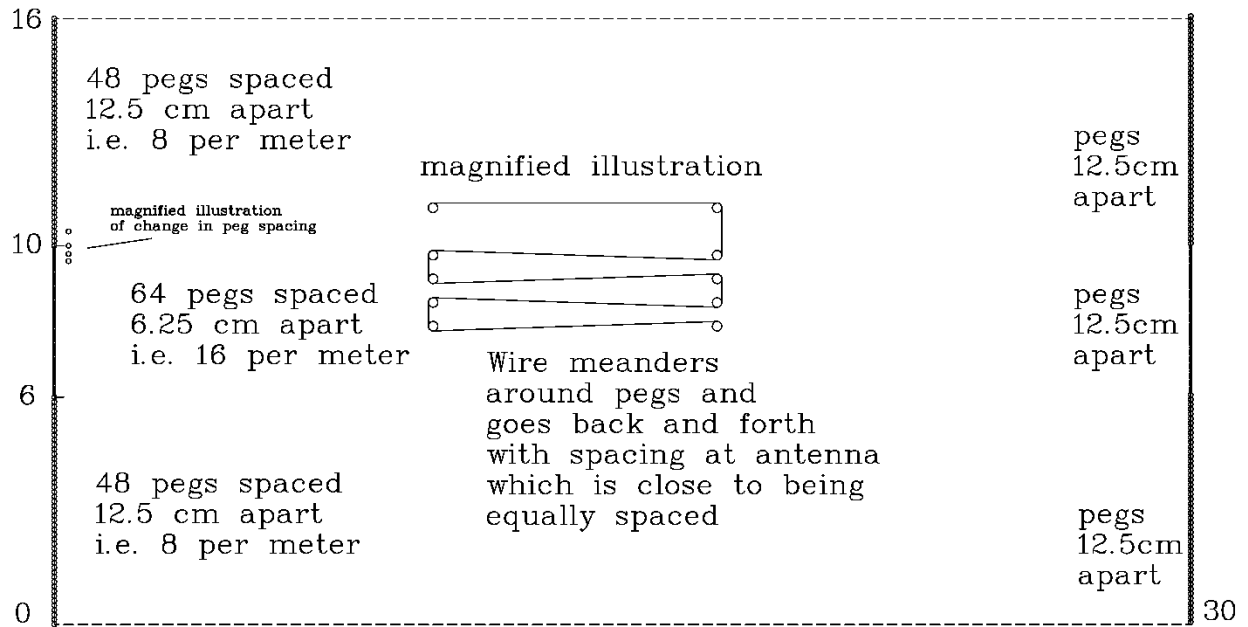 16
48 pegs spaced
12.5 cm apart
i.e. 8 per meter
pegs
12.5cm
apart
magnified illustration
magnified illustration
of change in peg spacing
10
64 pegs spaced
6.25 cm apart
i.e. 16 per meter
pegs
12.5cm
apart
Wire meanders
around pegs and
goes back and forth
with spacing at antenna
which is close to being
equally spaced
6
48 pegs spaced
12.5 cm apart
i.e. 8 per meter
pegs
12.5cm
apart
0
30